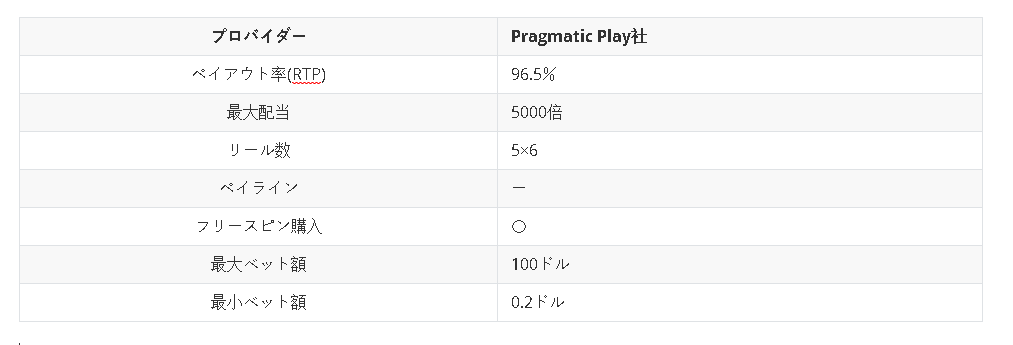 プロバイダー Pragmatic Play社
ペイアウト率(RTP) 96.5%
最大配当 5000倍
リール数 5×6
ペイライン ー
フリースピン購入 〇
最大ベット額 100ドル
最小ベット額 0.2ドル
.